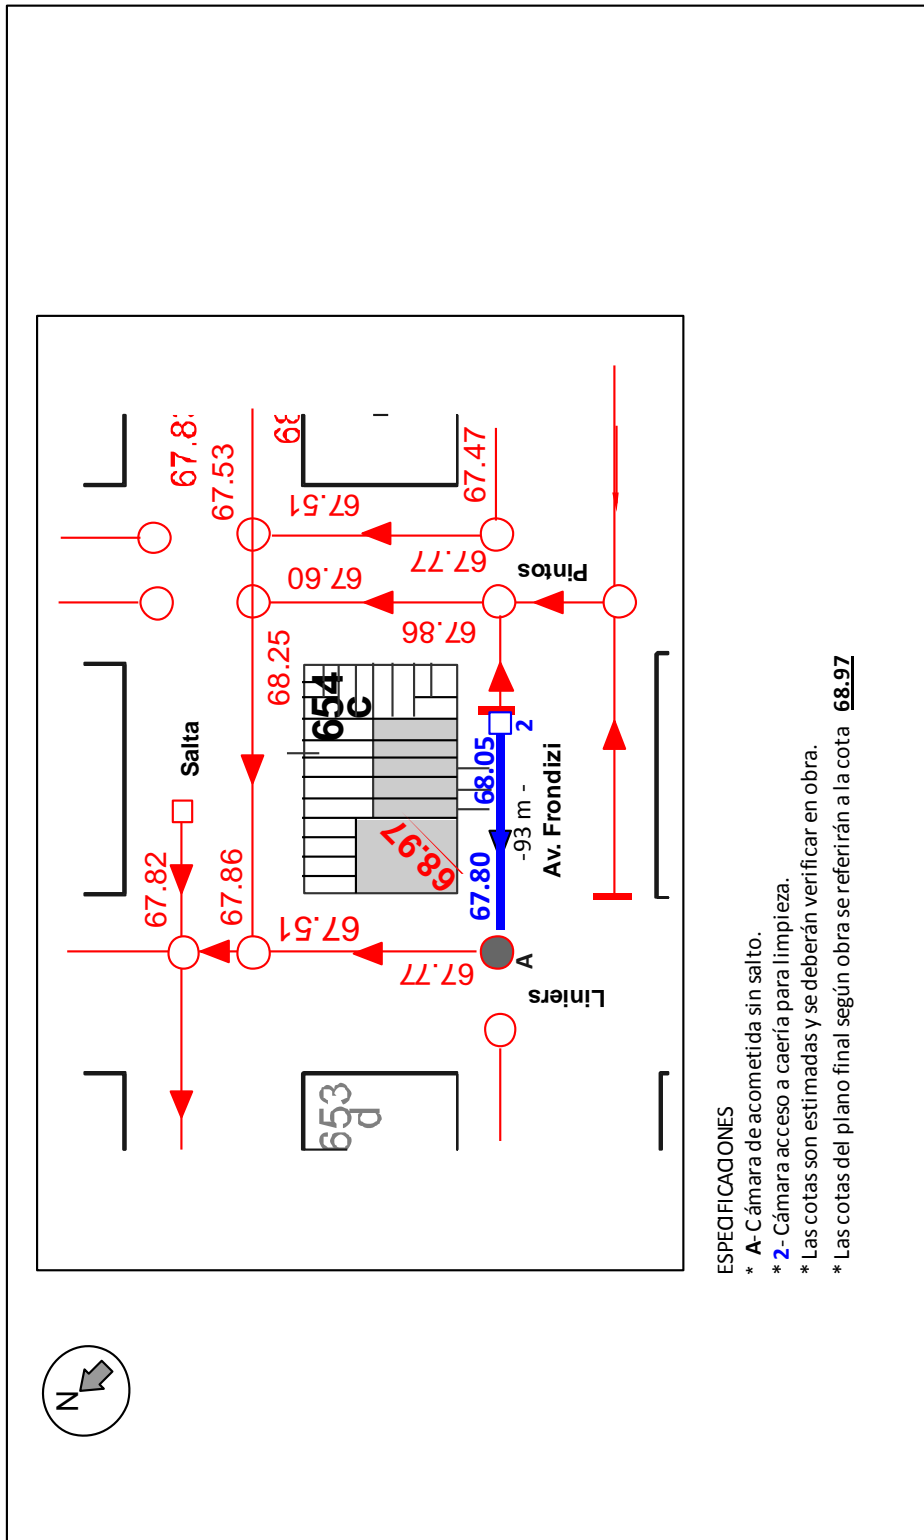 N
Salta
67.82
67.86
67.8
67.53
68.25
67.51
67.60
67.51
653
d
654
c
68.97
67.47
67.77
67.77
67.86
67.80
68.05
2
A
-93 m -
Av. Frondizi
Liniers
Pintos
ESPECIFICACIONES
* A- Cámara de acometida sin salto.
* 2- Cámara acceso a caería para limpieza.
* Las cotas son estimadas y se deberán verificar en obra.
* Las cotas del plano final según obra se referirán a la cota 68.97